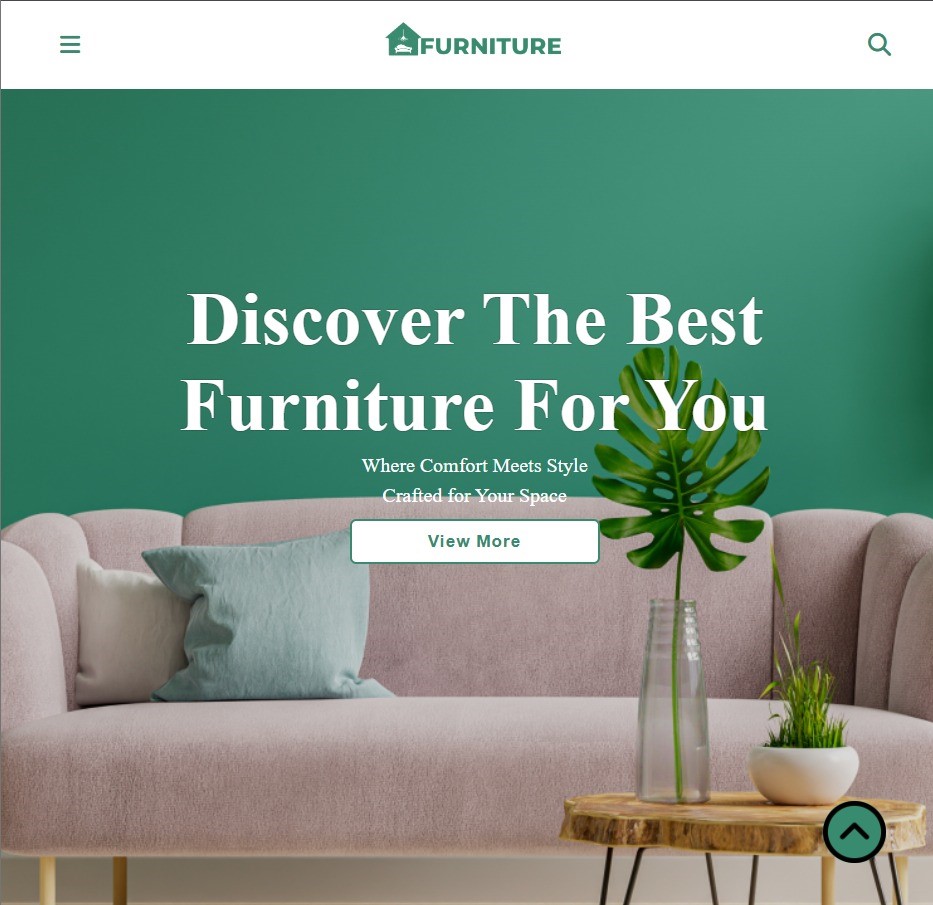 FURNITURE
Discover The Best
Furniture For You
Where Comfort Meets Style
Crafted for Your Space
View More